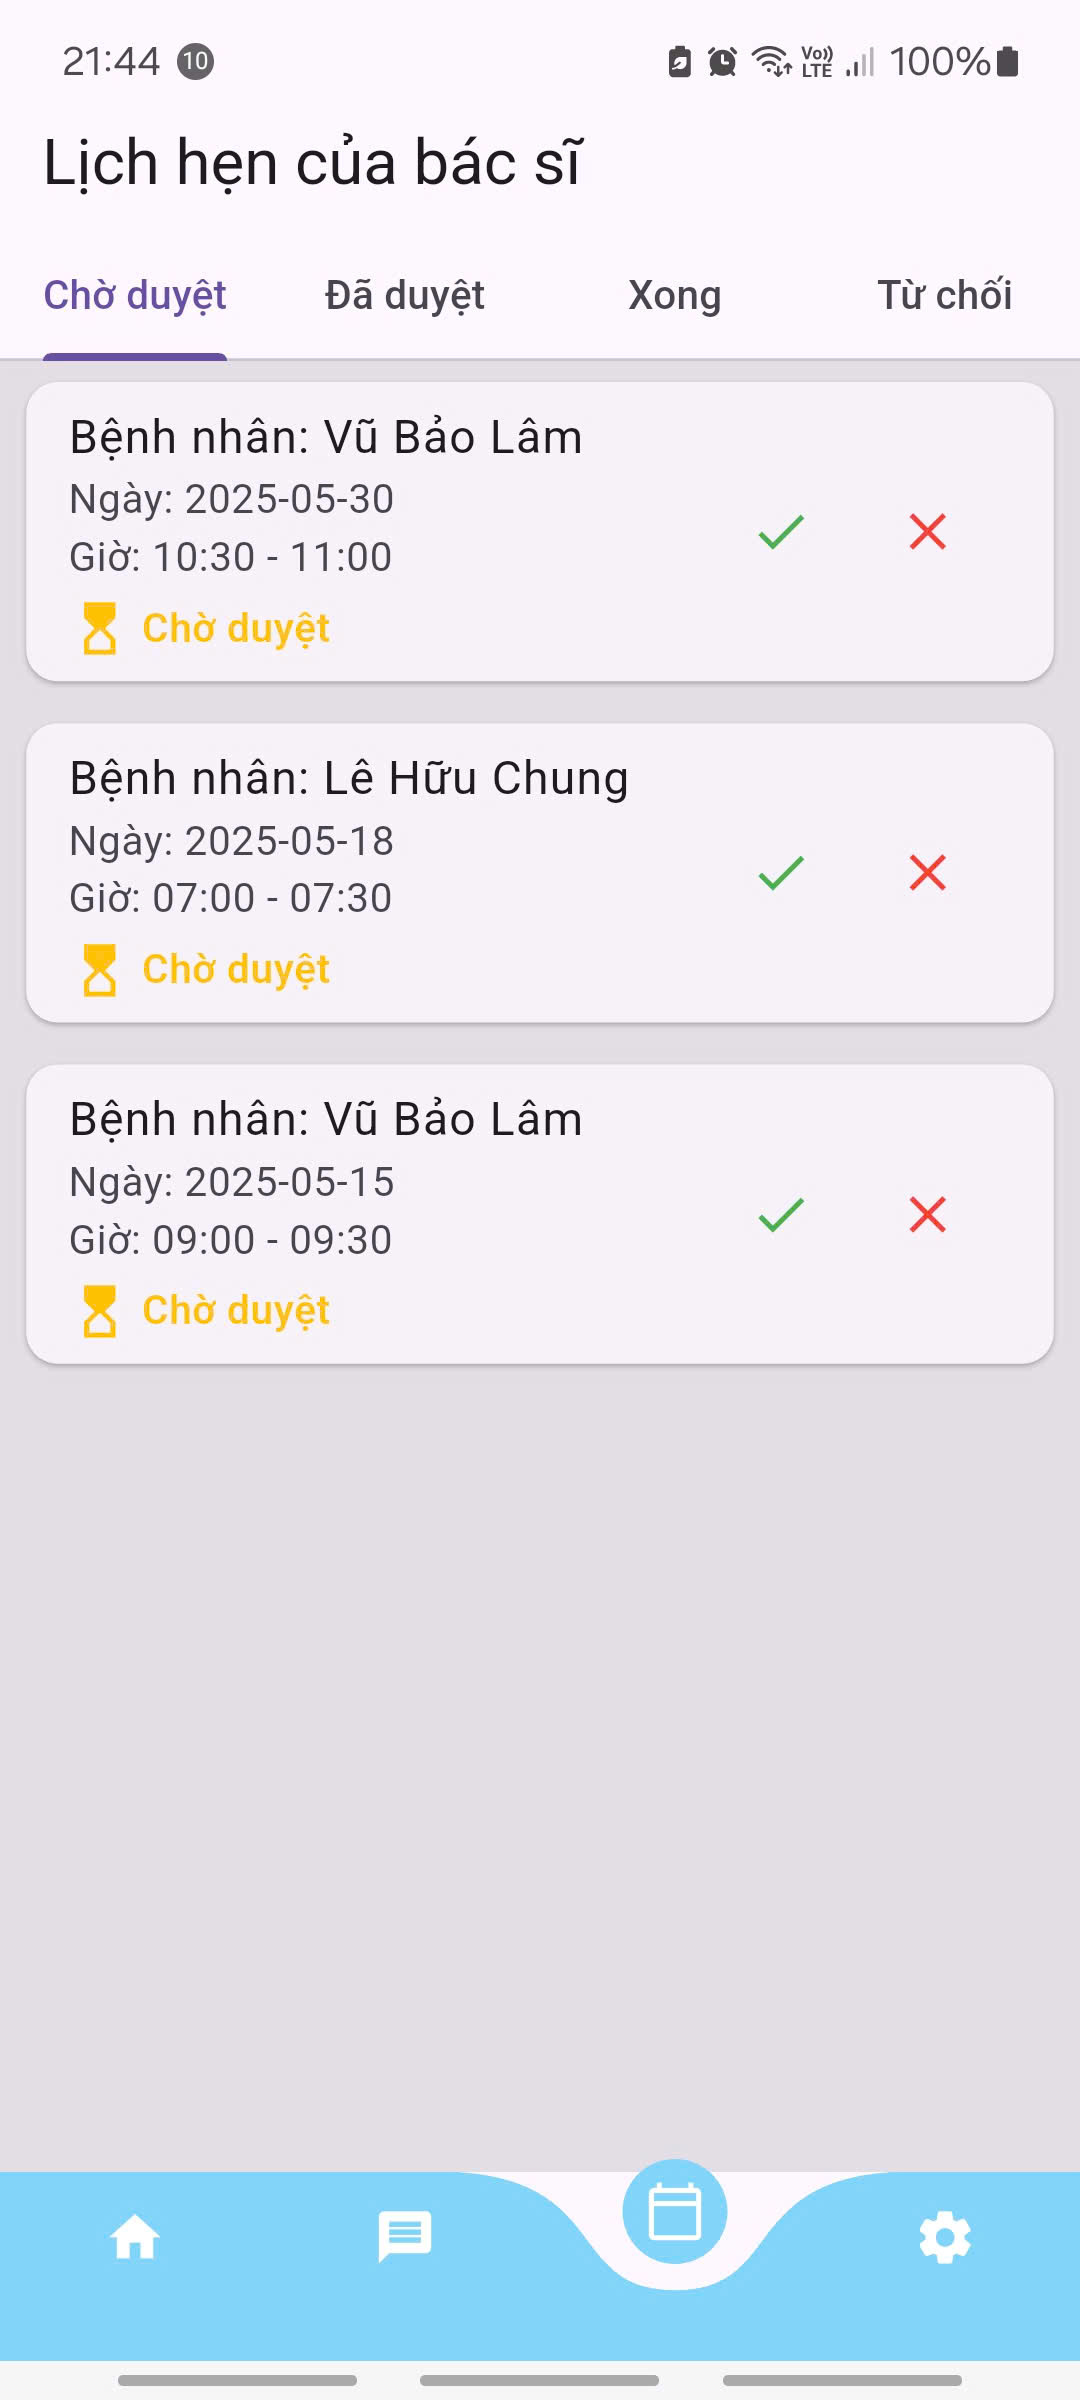 21:44 10 Vo)) LTE 100%
Lịch hẹn của bác sĩ
Chờ duyệt Đã duyệt Xong Từ chối
Bệnh nhân: Vũ Bảo Lâm
Ngày: 2025-05-30
Giờ: 10:30 - 11:00
Chờ duyệt
Bệnh nhân: Lê Hữu Chung
Ngày: 2025-05-18
Giờ: 07:00 - 07:30
Chờ duyệt
Bệnh nhân: Vũ Bảo Lâm
Ngày: 2025-05-15
Giờ: 09:00 - 09:30
Chờ duyệt